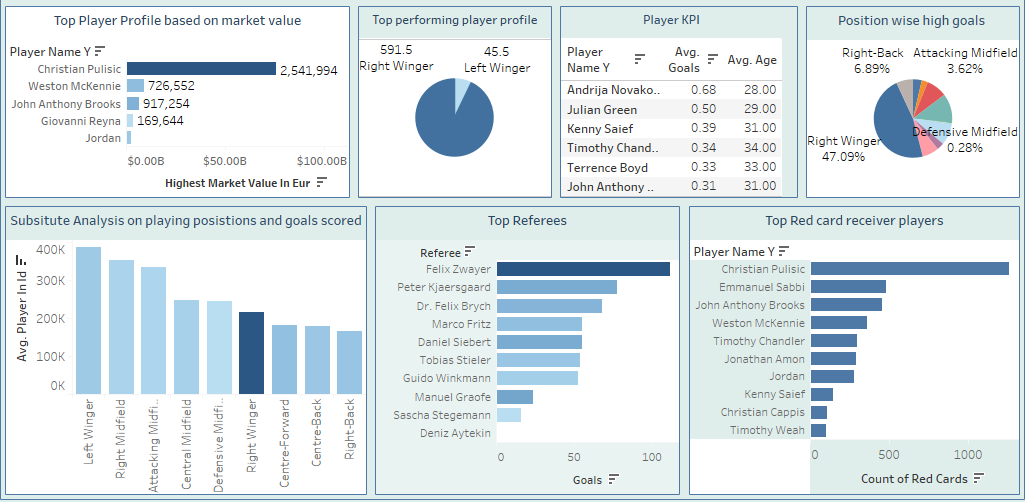 Top Player Profile based on market value
Player Name Y
Christian Pulisic
2,541,994
Weston McKennie
726,552
John Anthony Brooks
917,254
Giovanni Reyna
169,644
Jordan
$0.00B
$50.00B
$100.00B
Highest Market Value In Eur
Top performing player profile
591.5
Right Winger
45.5
Left Winger
Player KPI
Player
Name Y
Avg.
Goals
Avg. Age
Andrija Novako.. 0.68 28.00
Julian Green 0.50 29.00
Kenny Saief 0.39 31.00
Timothy Chand.. 0.34 34.00
Terrence Boyd 0.33 33.00
John Anthony .. 0.31 31.00
Position wise high goals
Right-Back
6.89%
Attacking Midfield
3.62%
Defensive Midfield
0.28%
Right Winger
47.09%
Subsitute Analysis on playing posistions and goals scored
Avg. Player In Id
400K
300K
200K
100K
0K
Left Winger
Right Midfield
Attacking Midfi..
Central Midfield
Defensive Midfi..
Right Winger
Centre-Forward
Centre-Back
Right-Back
Top Referees
Referee
Felix Zwayer
Peter Kjaersgaard
Dr. Felix Brych
Marco Fritz
Daniel Siebert
Tobias Stieler
Guido Winkmann
Manuel Graofe
Sascha Stegemann
Deniz Aytekin
0
50
100
Goals
Top Red card receiver players
Player Name Y
Christian Pulisic
Emmanuel Sabbi
John Anthony Brooks
Weston McKennie
Timothy Chandler
Jonathan Amon
Jordan
Kenny Saief
Christian Cappis
Timothy Weah
0
500
1000
Count of Red Cards